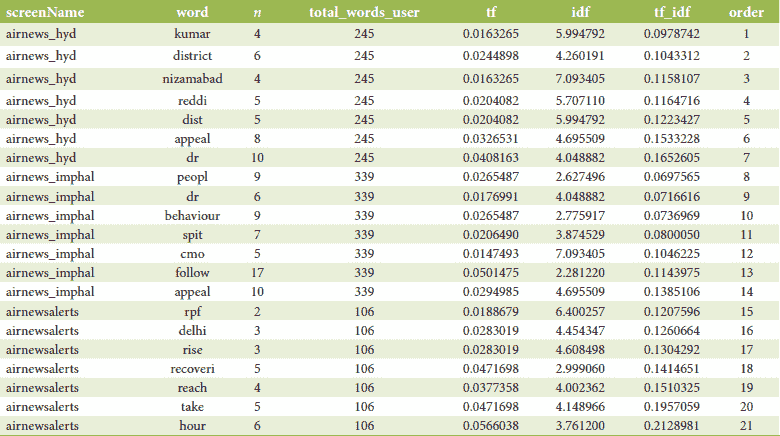 screenName word n total_words_user tf idf tf_idf order
airnews_hyd kumar 4 245 0.0163265 5.994792 0.0978742 1
airnews_hyd district 6 245 0.0244898 4.260191 0.1043312 2
airnews_hyd nizamabad 4 245 0.0163265 7.093405 0.1158107 3
airnews_hyd reddi 5 245 0.0204082 5.707110 0.1164716 4
airnews_hyd dist 5 245 0.0204082 5.994792 0.1223427 5
airnews_hyd appeal 8 245 0.0326531 4.695509 0.1533228 6
airnews_hyd dr 10 245 0.0408163 4.048882 0.1652605 7
airnews_imphal peopl 9 339 0.0265487 2.627496 0.0697565 8
airnews_imphal dr 6 339 0.0176991 4.048882 0.0716616 9
airnews_imphal behaviour 9 339 0.0265487 2.775917 0.0736969 10
airnews_imphal spit 7 339 0.0206490 3.874529 0.0800050 11
airnews_imphal cmo 5 339 0.0147493 7.093405 0.1046225 12
airnews_imphal follow 17 339 0.0501475 2.281220 0.1143975 13
airnews_imphal appeal 10 339 0.0294985 4.695509 0.1385106 14
airnewsalerts rpf 2 106 0.0188679 6.400257 0.1207596 15
airnewsalerts delhi 3 106 0.0283019 4.454347 0.1260664 16
airnewsalerts rise 3 106 0.0283019 4.608498 0.1304292 17
airnewsalerts recoveri 5 106 0.0471698 2.999060 0.1414651 18
airnewsalerts reach 4 106 0.0377358 4.002362 0.1510325 19
airnewsalerts take 5 106 0.0471698 4.148966 0.1957059 20
airnewsalerts hour 6 106 0.0566038 3.761200 0.2128981 21